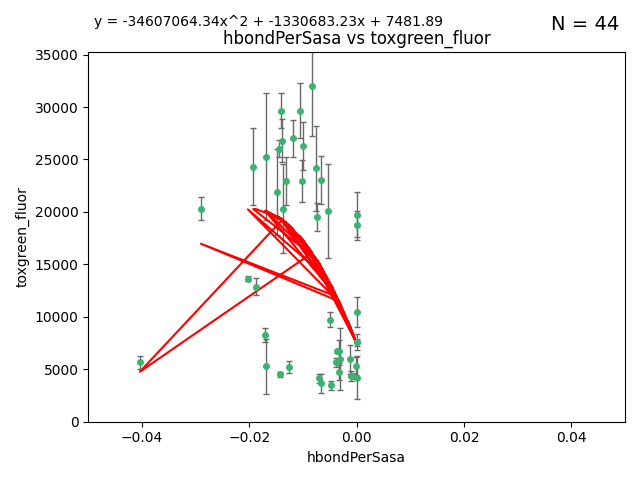 y = -34607064.34x^2 + -1330683.23x + 7481.89
N = 44
hbondPerSasa vs toxgreen_fluor
35000
30000
25000
20000
15000
10000
5000
0
toxgreen_fluor
−0.04
−0.02
0.00
0.02
0.04
hbondPerSasa